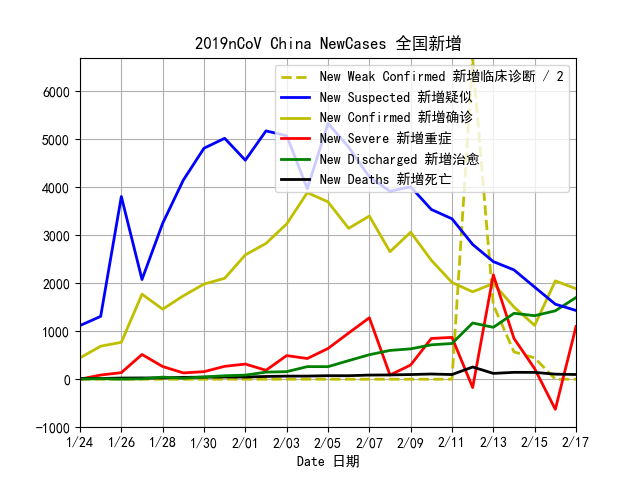 2019nCoV China NewCases 全国新增
New Weak Confirmed 新增临床诊断 / 2
New Suspected 新增疑似
New Confirmed 新增确诊
New Severe 新增重症
New Discharged 新增治愈
New Deaths 新增死亡
6000
5000
4000
3000
2000
1000
0
-1000
1/24 1/26 1/28 1/30 2/01 2/03 2/05 2/07 2/09 2/11 2/13 2/15 2/17
Date 日期